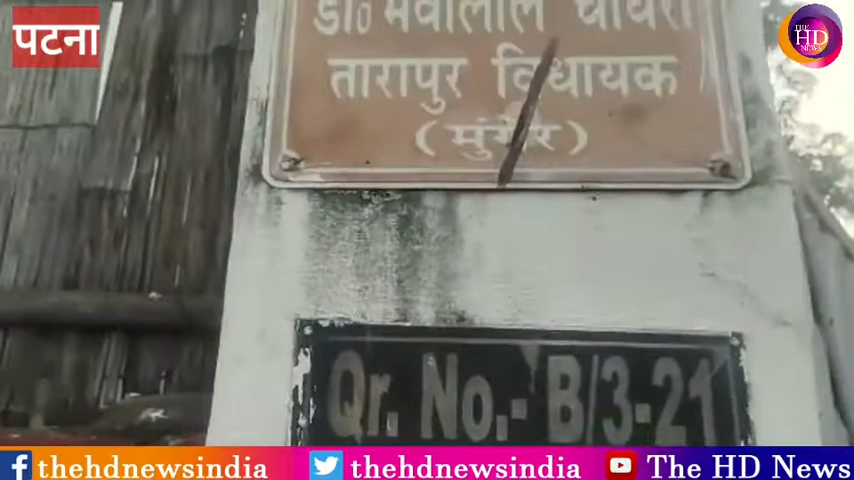 पटना
THE
HD
NEWS
डॉ० मेवालाल चौधरी
तारापुर विधायक
(मुंगेर)
Qr. No.- B/3-21
thehdnewsindia
thehdnewsindia
The HD News